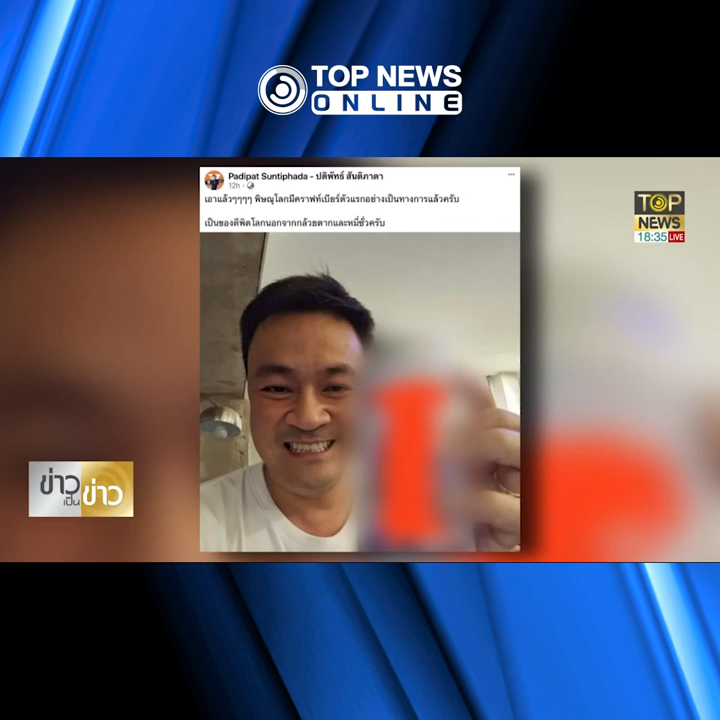 TOP NEWS
ONLINE
Padipat Suntiphada - ปดิพัทธ์ สันติภาดา
12h
เอาแล้วๆๆๆๆ พิษณุโลกมีคราฟท์เบียร์ตัวแรกอย่างเป็นทางการแล้วครับ
เป็นของดีพิดโลกนอกจากกล้วยตากและหมี่ซั่วครับ
TOP
NEWS
18:35 LIVE
ข่าว
เป็น
ข่าว